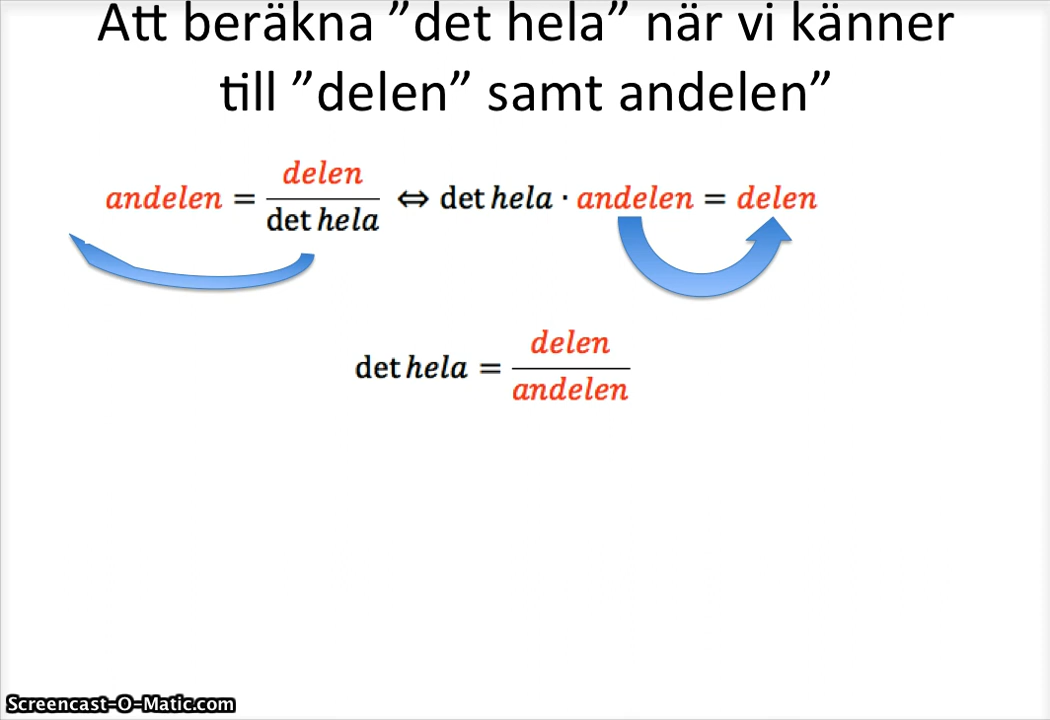 Att beräkna ”det hela” när vi känner
till ”delen” samt andelen”
andelen = delen / det hela ⇔ det hela · andelen = delen
det hela = delen / andelen
Screencast-O-Matic.com